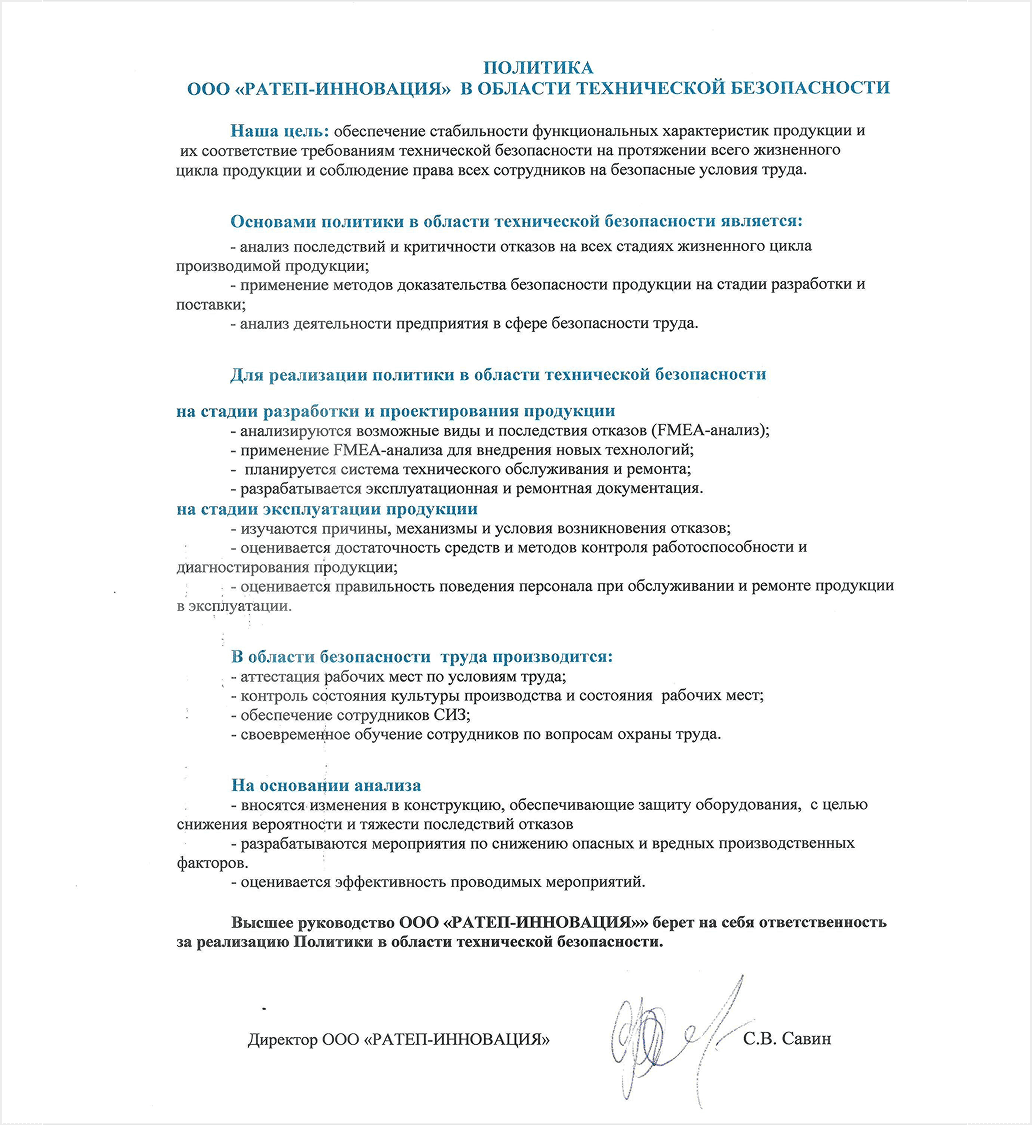 ПОЛИТИКА
ООО «РАТЕП-ИННОВАЦИЯ» В ОБЛАСТИ ТЕХНИЧЕСКОЙ БЕЗОПАСНОСТИ
Наша цель: обеспечение стабильности функциональных характеристик продукции и
их соответствие требованиям технической безопасности на протяжении всего жизненного
цикла продукции и соблюдение права всех сотрудников на безопасные условия труда.
Основами политики в области технической безопасности является:
- анализ последствий и критичности отказов на всех стадиях жизненного цикла
производимой продукции;
- применение методов доказательства безопасности продукции на стадии разработки и
поставки;
- анализ деятельности предприятия в сфере безопасности труда.
Для реализации политики в области технической безопасности
на стадии разработки и проектирования продукции
- анализируются возможные виды и последствия отказов (FMEA-анализ);
- применение FMEA-анализа для внедрения новых технологий;
- планируется система технического обслуживания и ремонта;
- разрабатывается эксплуатационная и ремонтная документация.
на стадии эксплуатации продукции
- изучаются причины, механизмы и условия возникновения отказов;
- оценивается достаточность средств и методов контроля работоспособности и
диагностирования продукции;
- оценивается правильность поведения персонала при обслуживании и ремонте продукции
в эксплуатации.
В области безопасности труда производится:
- аттестация рабочих мест по условиям труда;
- контроль состояния культуры производства и состояния рабочих мест;
- обеспечение сотрудников СИЗ;
- своевременное обучение сотрудников по вопросам охраны труда.
На основании анализа
- вносятся изменения в конструкцию, обеспечивающие защиту оборудования, с целью
снижения вероятности и тяжести последствий отказов
- разрабатываются мероприятия по снижению опасных и вредных производственных
факторов.
- оценивается эффективность проводимых мероприятий.
Высшее руководство ООО «РАТЕП-ИННОВАЦИЯ»» берет на себя ответственность
за реализацию Политики в области технической безопасности.
Директор ООО «РАТЕП-ИННОВАЦИЯ» С.В. Савин